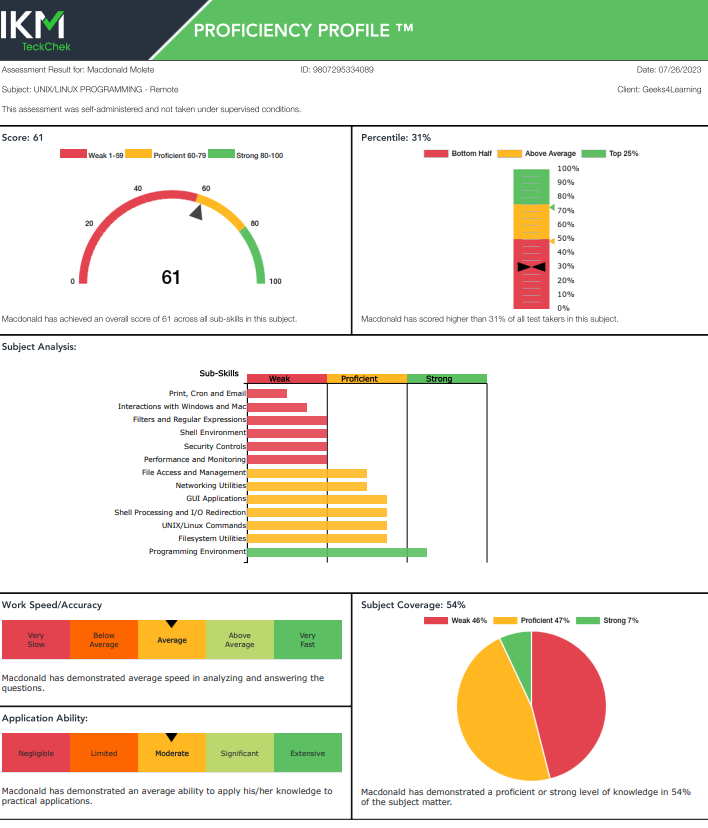 IKM
TeckChek
PROFICIENCY PROFILE ™
Assessment Result for: Macdonald Molete ID: 9807295334089 Date: 07/26/2023
Subject: UNIX/LINUX PROGRAMMING - Remote Client: Geeks4Learning
This assessment was self-administered and not taken under supervised conditions.
Score: 61
Weak 1-59 Proficient 60-79 Strong 80-100
0 20 40 60 80 100
61
Macdonald has achieved an overall score of 61 across all sub-skills in this subject.
Percentile: 31%
Bottom Half Above Average Top 25%
100%
90%
80%
70%
60%
50%
40%
30%
20%
10%
0%
Macdonald has scored higher than 31% of all test takers in this subject.
Subject Analysis:
Sub-Skills Weak Proficient Strong
Print, Cron and Email
Interactions with Windows and Mac
Filters and Regular Expressions
Shell Environment
Security Controls
Performance and Monitoring
File Access and Management
Networking Utilities
GUI Applications
Shell Processing and I/O Redirection
UNIX/Linux Commands
Filesystem Utilities
Programming Environment
Work Speed/Accuracy
Very Slow
Below Average
Average
Above Average
Very Fast
Macdonald has demonstrated average speed in analyzing and answering the
questions.
Application Ability:
Negligible Limited Moderate Significant Extensive
Macdonald has demonstrated an average ability to apply his/her knowledge to
practical applications.
Subject Coverage: 54%
Weak 46% Proficient 47% Strong 7%
Macdonald has demonstrated a proficient or strong level of knowledge in 54%
of the subject matter.